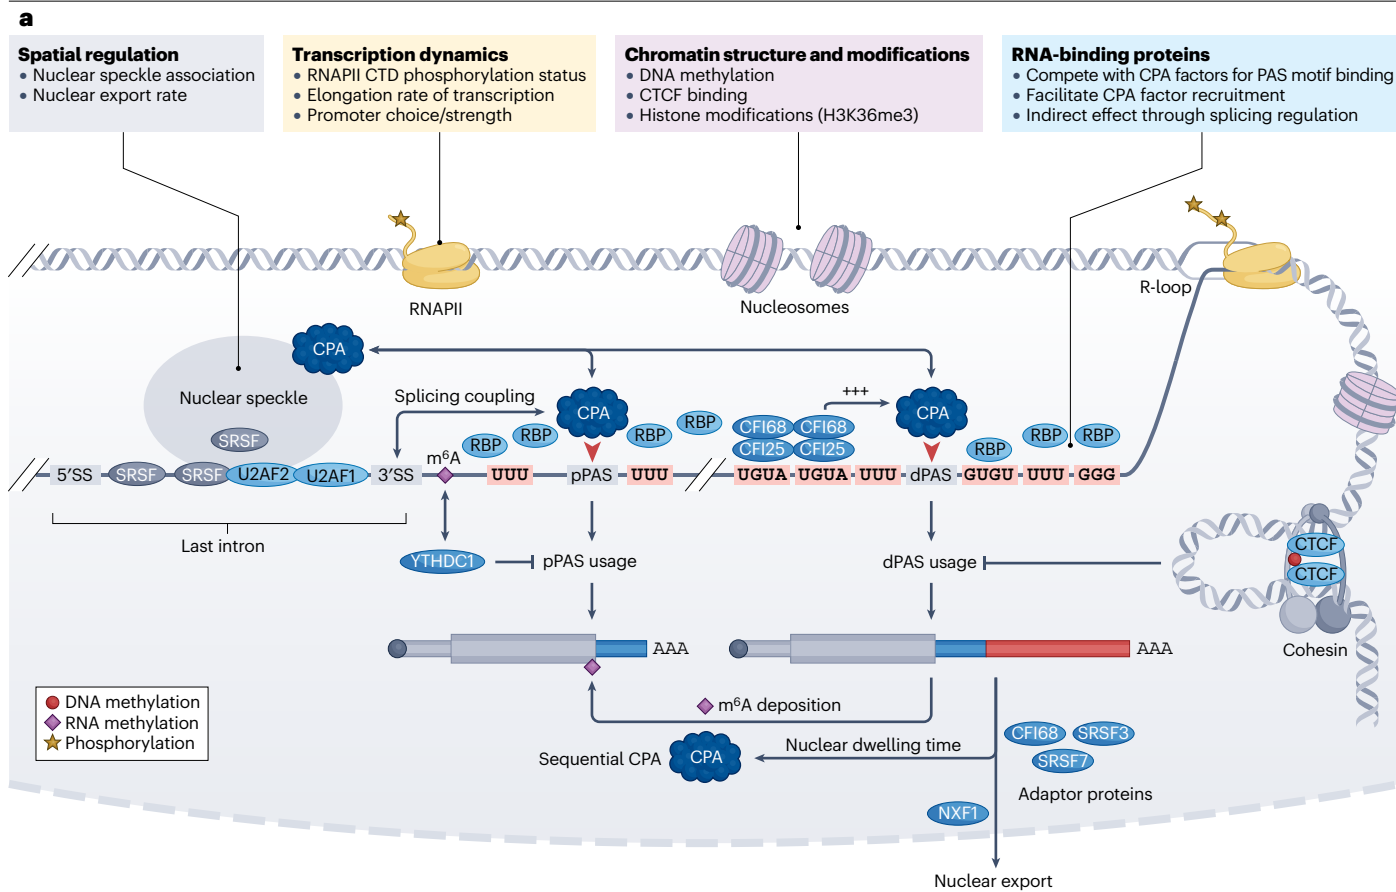 a
Spatial regulation
• Nuclear speckle association
• Nuclear export rate
Transcription dynamics
• RNAPII CTD phosphorylation status
• Elongation rate of transcription
• Promoter choice/strength
Chromatin structure and modifications
• DNA methylation
• CTCF binding
• Histone modifications (H3K36me3)
RNA-binding proteins
• Compete with CPA factors for PAS motif binding
• Facilitate CPA factor recruitment
• Indirect effect through splicing regulation
RNAPII
Nucleosomes
R-loop
CPA
Nuclear speckle
Splicing coupling
CPA
+++
CPA
SRSF
RBP
RBP
RBP
RBP
CFI68
CFI68
CFI25
CFI25
RBP
RBP
RBP
m⁶A
5′SS
SRSF
SRSF
U2AF2
U2AF1
3′SS
UUU
pPAS
UUU
UGUA
UGUA
UUU
dPAS
GUGU
UUU
GGG
Last intron
YTHDC1
pPAS usage
dPAS usage
CTCF
CTCF
Cohesin
AAA
AAA
DNA methylation
RNA methylation
Phosphorylation
m⁶A deposition
Sequential CPA
CPA
Nuclear dwelling time
CFI68
SRSF3
SRSF7
Adaptor proteins
NXF1
Nuclear export